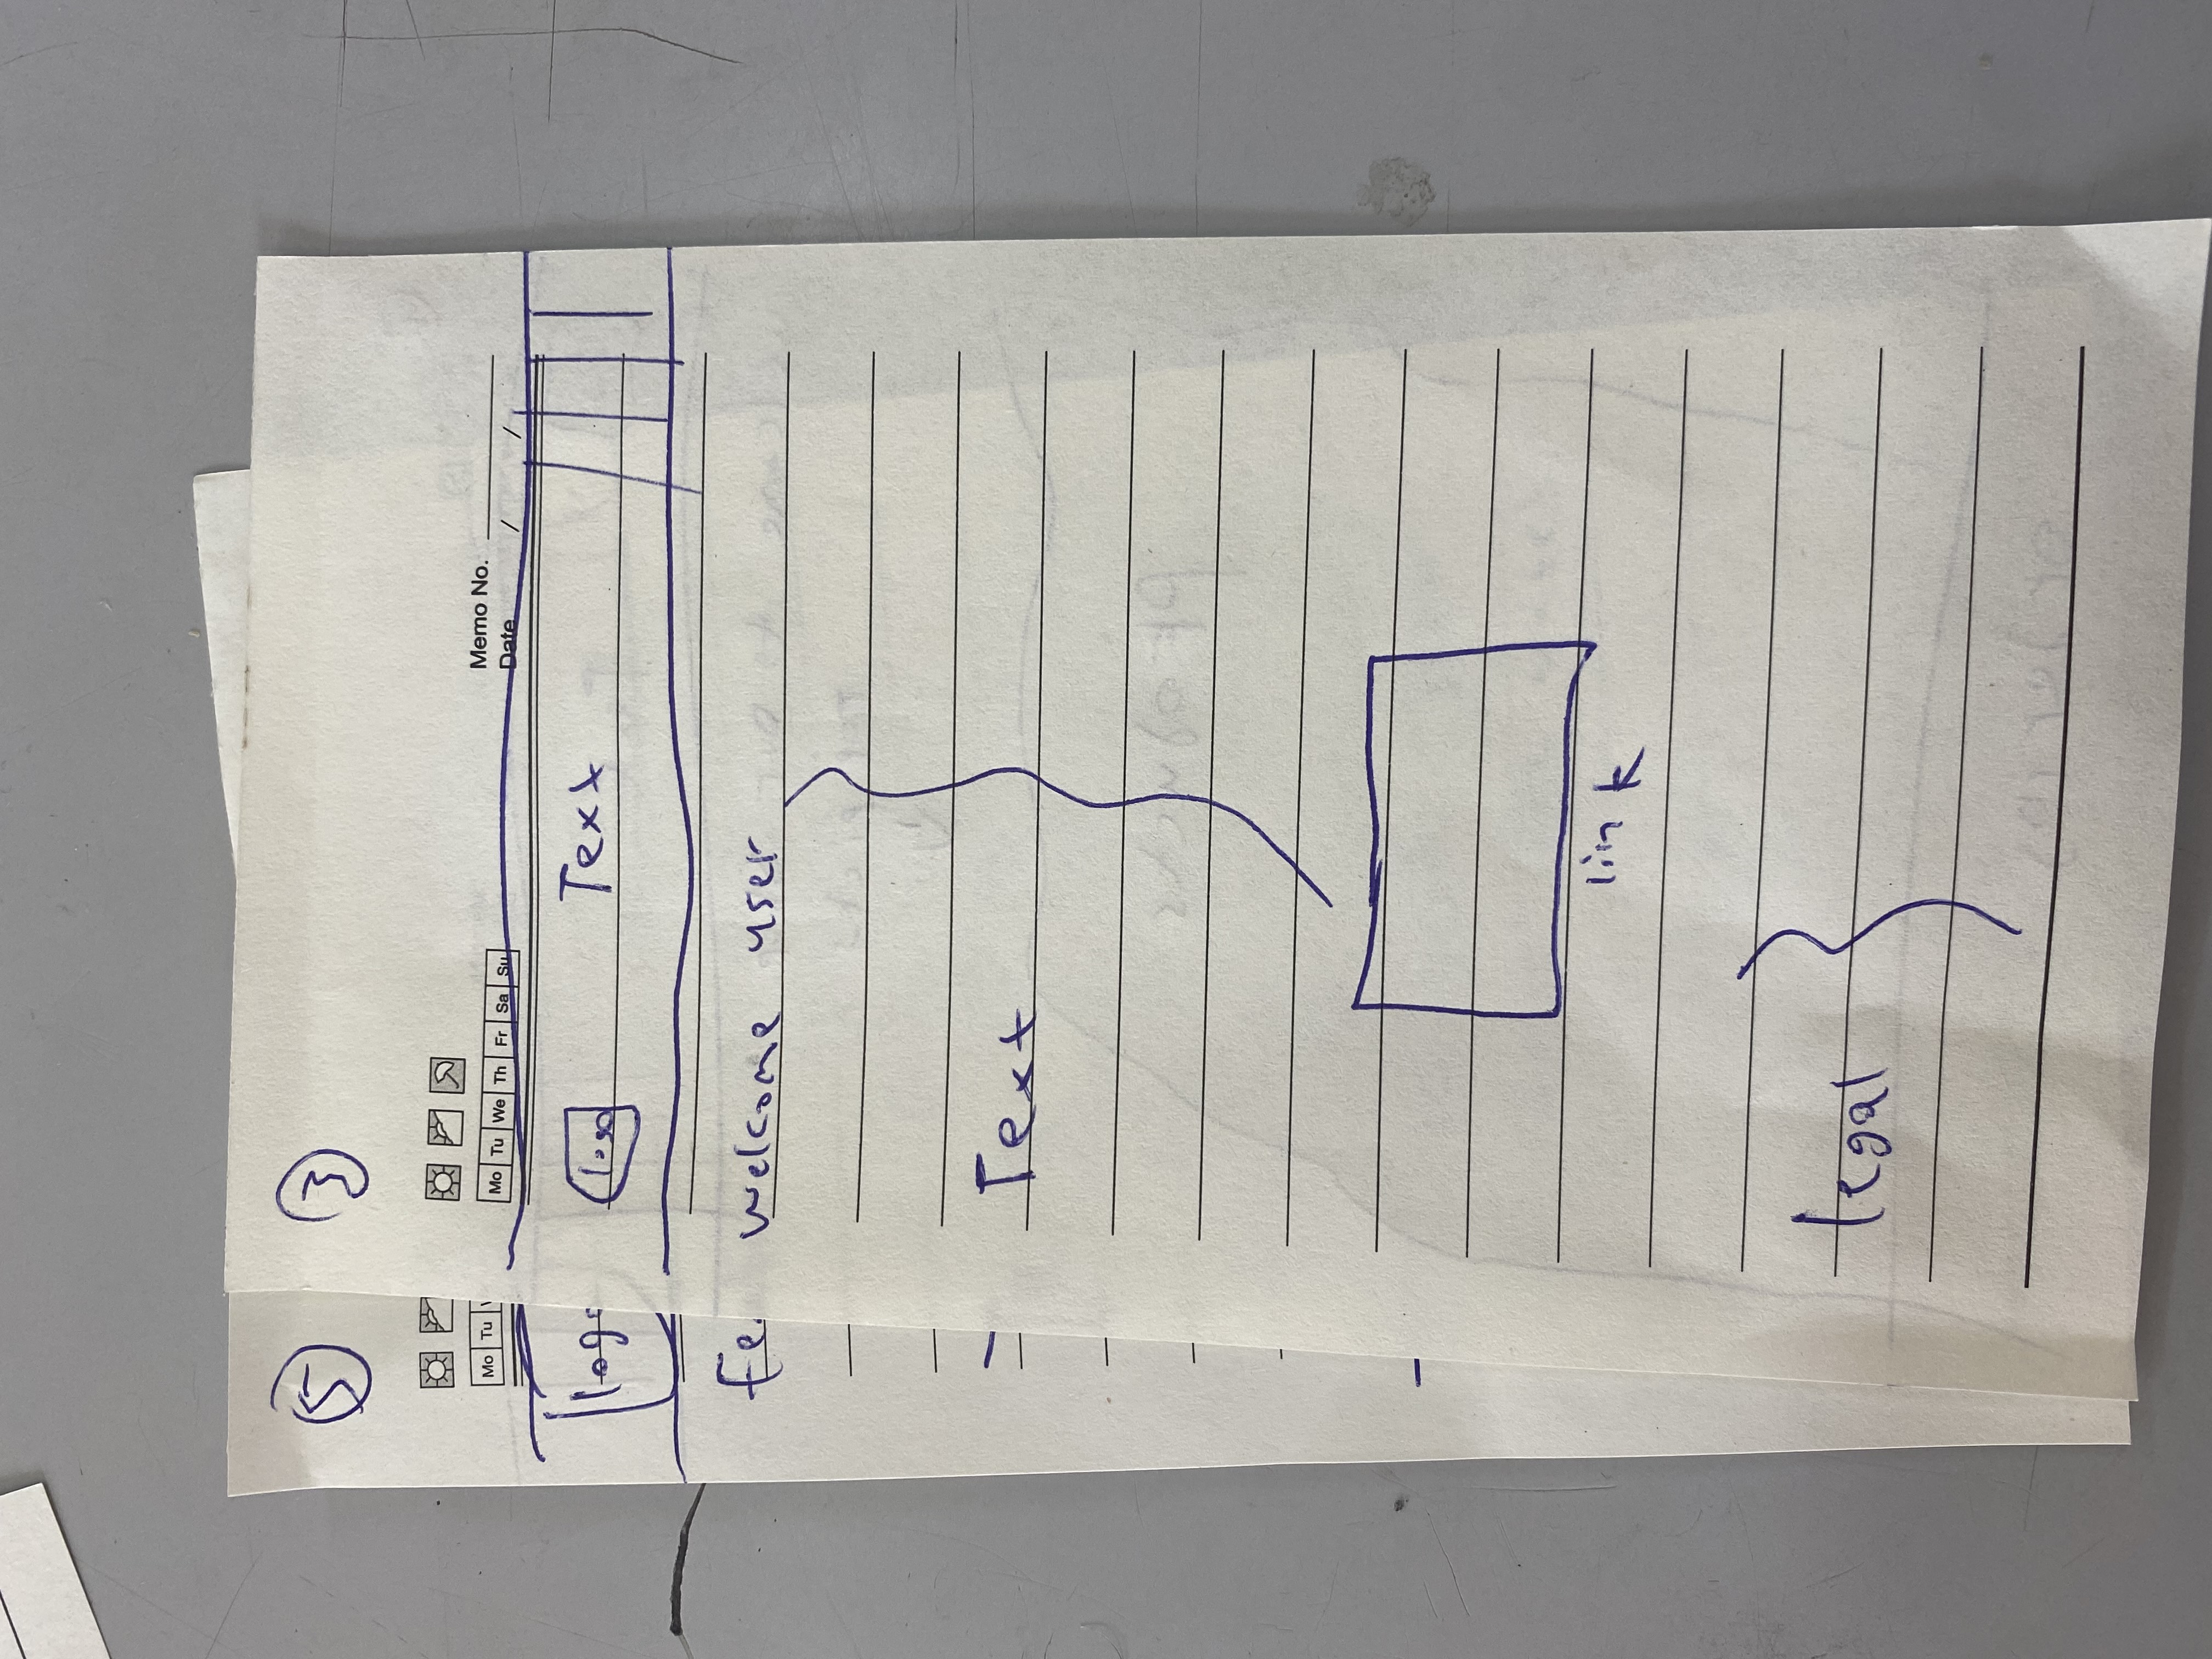 5
Mo Tu
logo
fe
3
Mo Tu We Th Fr Sa Su
Memo No.
Date / /
logo Text
welcome user
Text
link
legal